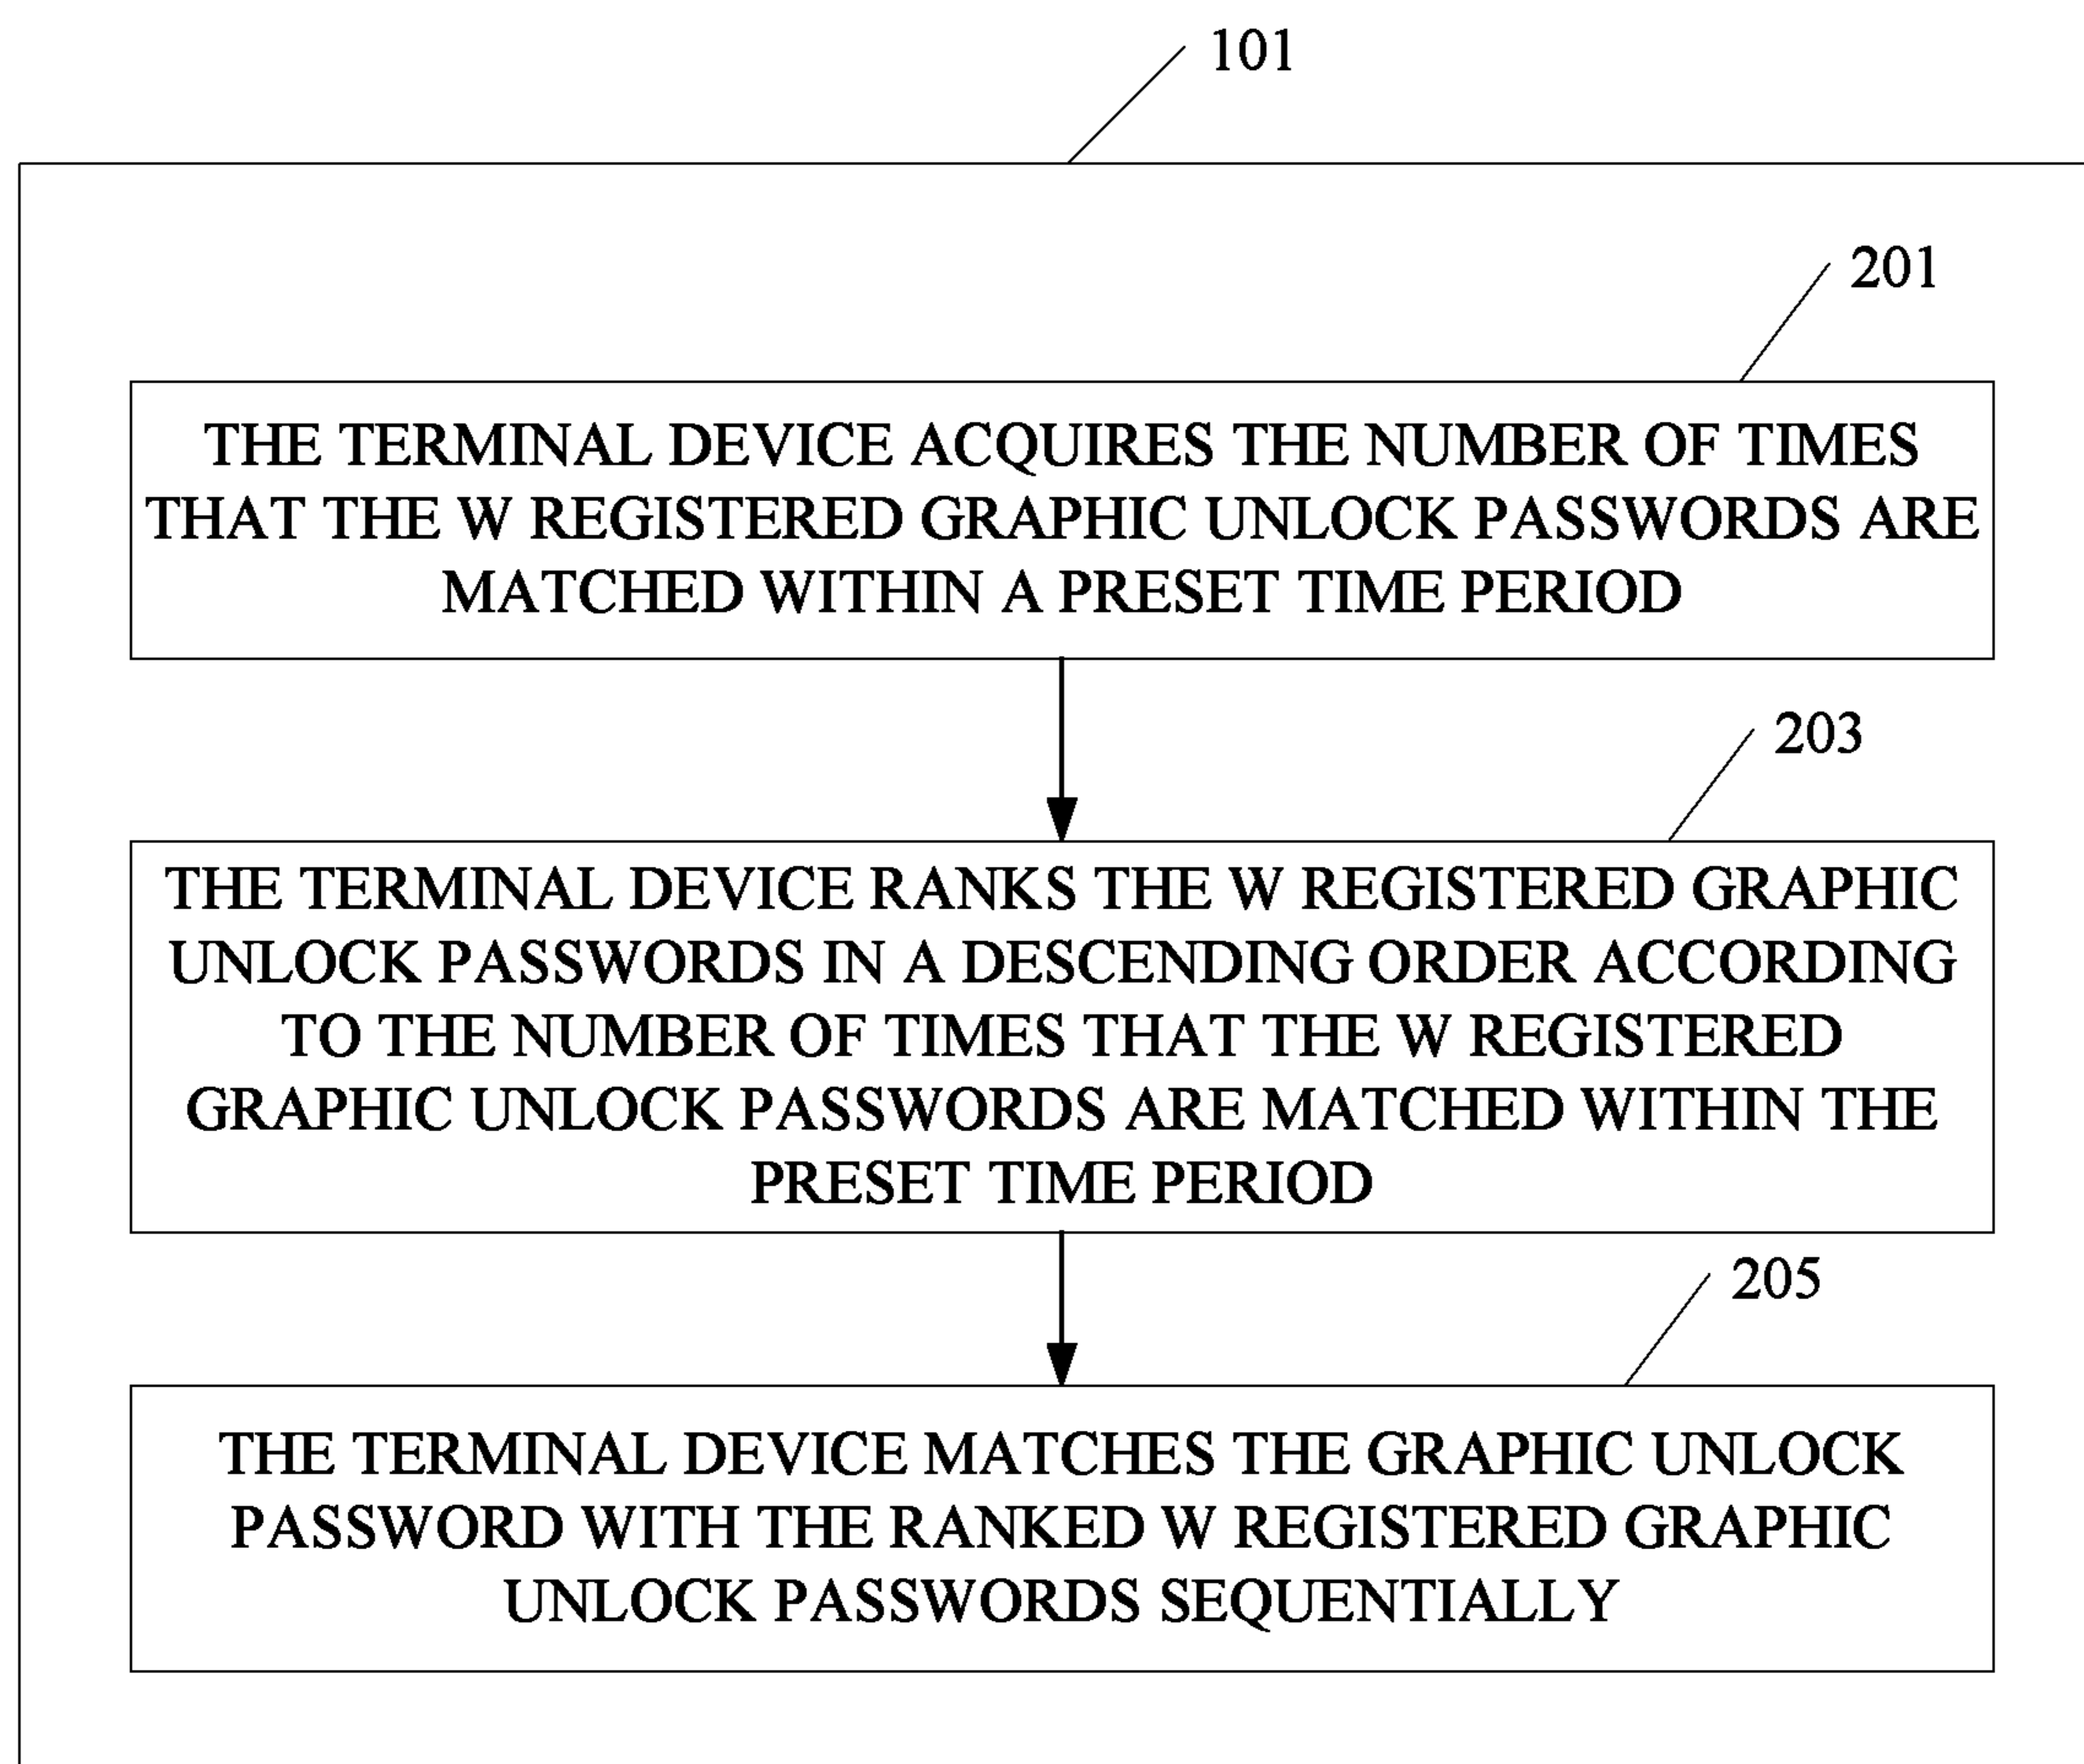 101
201
THE TERMINAL DEVICE ACQUIRES THE NUMBER OF TIMES
THAT THE W REGISTERED GRAPHIC UNLOCK PASSWORDS ARE
MATCHED WITHIN A PRESET TIME PERIOD
203
THE TERMINAL DEVICE RANKS THE W REGISTERED GRAPHIC
UNLOCK PASSWORDS IN A DESCENDING ORDER ACCORDING
TO THE NUMBER OF TIMES THAT THE W REGISTERED
GRAPHIC UNLOCK PASSWORDS ARE MATCHED WITHIN THE
PRESET TIME PERIOD
205
THE TERMINAL DEVICE MATCHES THE GRAPHIC UNLOCK
PASSWORD WITH THE RANKED W REGISTERED GRAPHIC
UNLOCK PASSWORDS SEQUENTIALLY